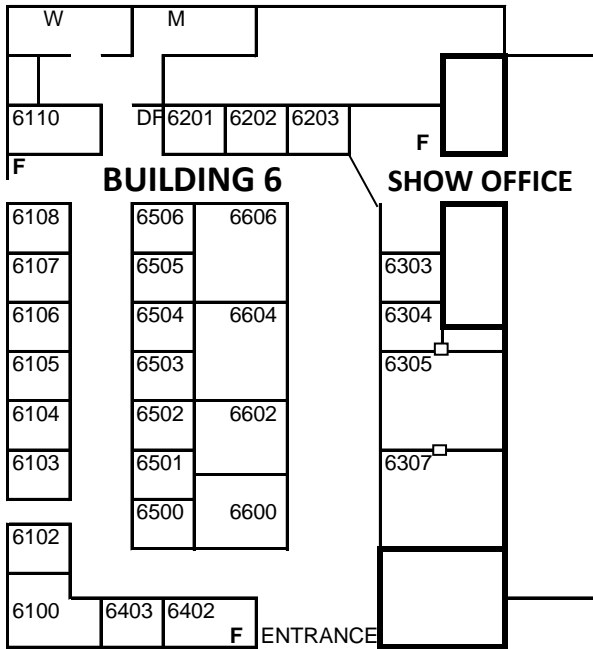 W M
6110 DF 6201 6202 6203
F
F
BUILDING 6 SHOW OFFICE
6108 6506 6606
6107 6505 6303
6106 6504 6604 6304
6105 6503 6305
6104 6502 6602
6103 6501 6307
6500 6600
6102
6100 6403 6402
F ENTRANCE